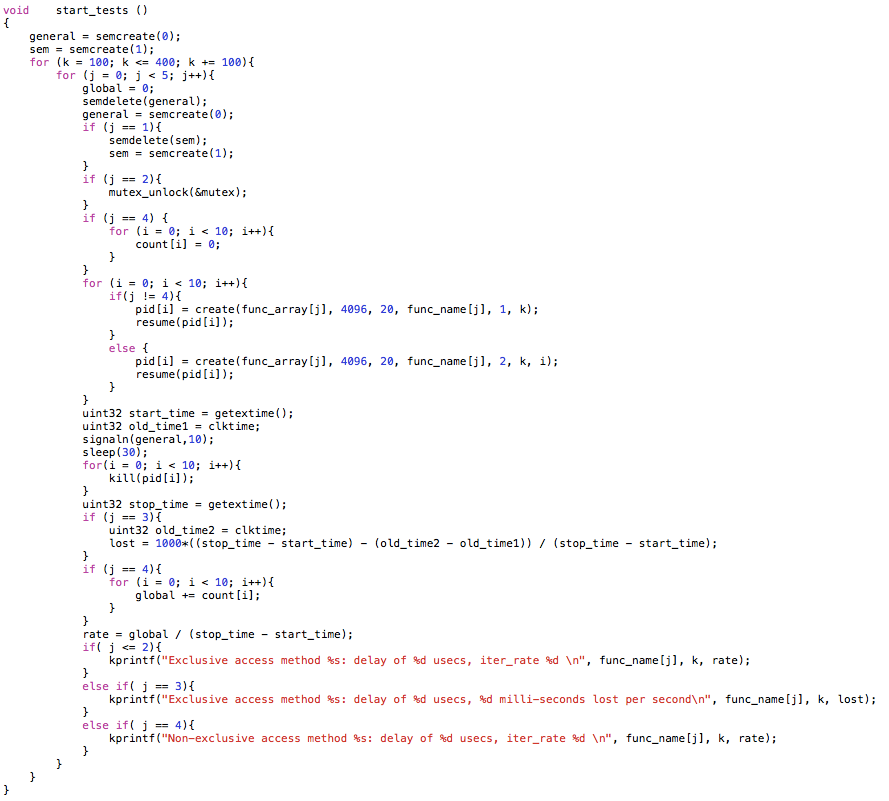 void    start_tests ()
{
    general = semcreate(0);
    sem = semcreate(1);
    for (k = 100; k <= 400; k += 100){
        for (j = 0; j < 5; j++){
            global = 0;
            semdelete(general);
            general = semcreate(0);
            if (j == 1){
                semdelete(sem);
                sem = semcreate(1);
            }
            if (j == 2){
                mutex_unlock(&mutex);
            }
            if (j == 4) {
                for (i = 0; i < 10; i++){
                    count[i] = 0;
                }
            }
            for (i = 0; i < 10; i++){
                if(j != 4){
                    pid[i] = create(func_array[j], 4096, 20, func_name[j], 1, k);
                    resume(pid[i]);
                }
                else {
                    pid[i] = create(func_array[j], 4096, 20, func_name[j], 2, k, i);
                    resume(pid[i]);
                }
            }
            uint32 start_time = getextime();
            uint32 old_time1 = clktime;
            signaln(general,10);
            sleep(30);
            for(i = 0; i < 10; i++){
                kill(pid[i]);
            }
            uint32 stop_time = getextime();
            if (j == 3){
                uint32 old_time2 = clktime;
                lost = 1000*((stop_time - start_time) - (old_time2 - old_time1)) / (stop_time - start_time);
            }
            if (j == 4){
                for (i = 0; i < 10; i++){
                    global += count[i];
                }
            }
            rate = global / (stop_time - start_time);
            if( j <= 2){
                kprintf("Exclusive access method %s: delay of %d usecs, iter_rate %d \n", func_name[j], k, rate);
            }
            else if( j == 3){
                kprintf("Exclusive access method %s: delay of %d usecs, %d milli-seconds lost per second\n", func_name[j], k, lost);
            }
            else if( j == 4){
                kprintf("Non-exclusive access method %s: delay of %d usecs, iter_rate %d \n", func_name[j], k, rate);
            }
        }
    }
}